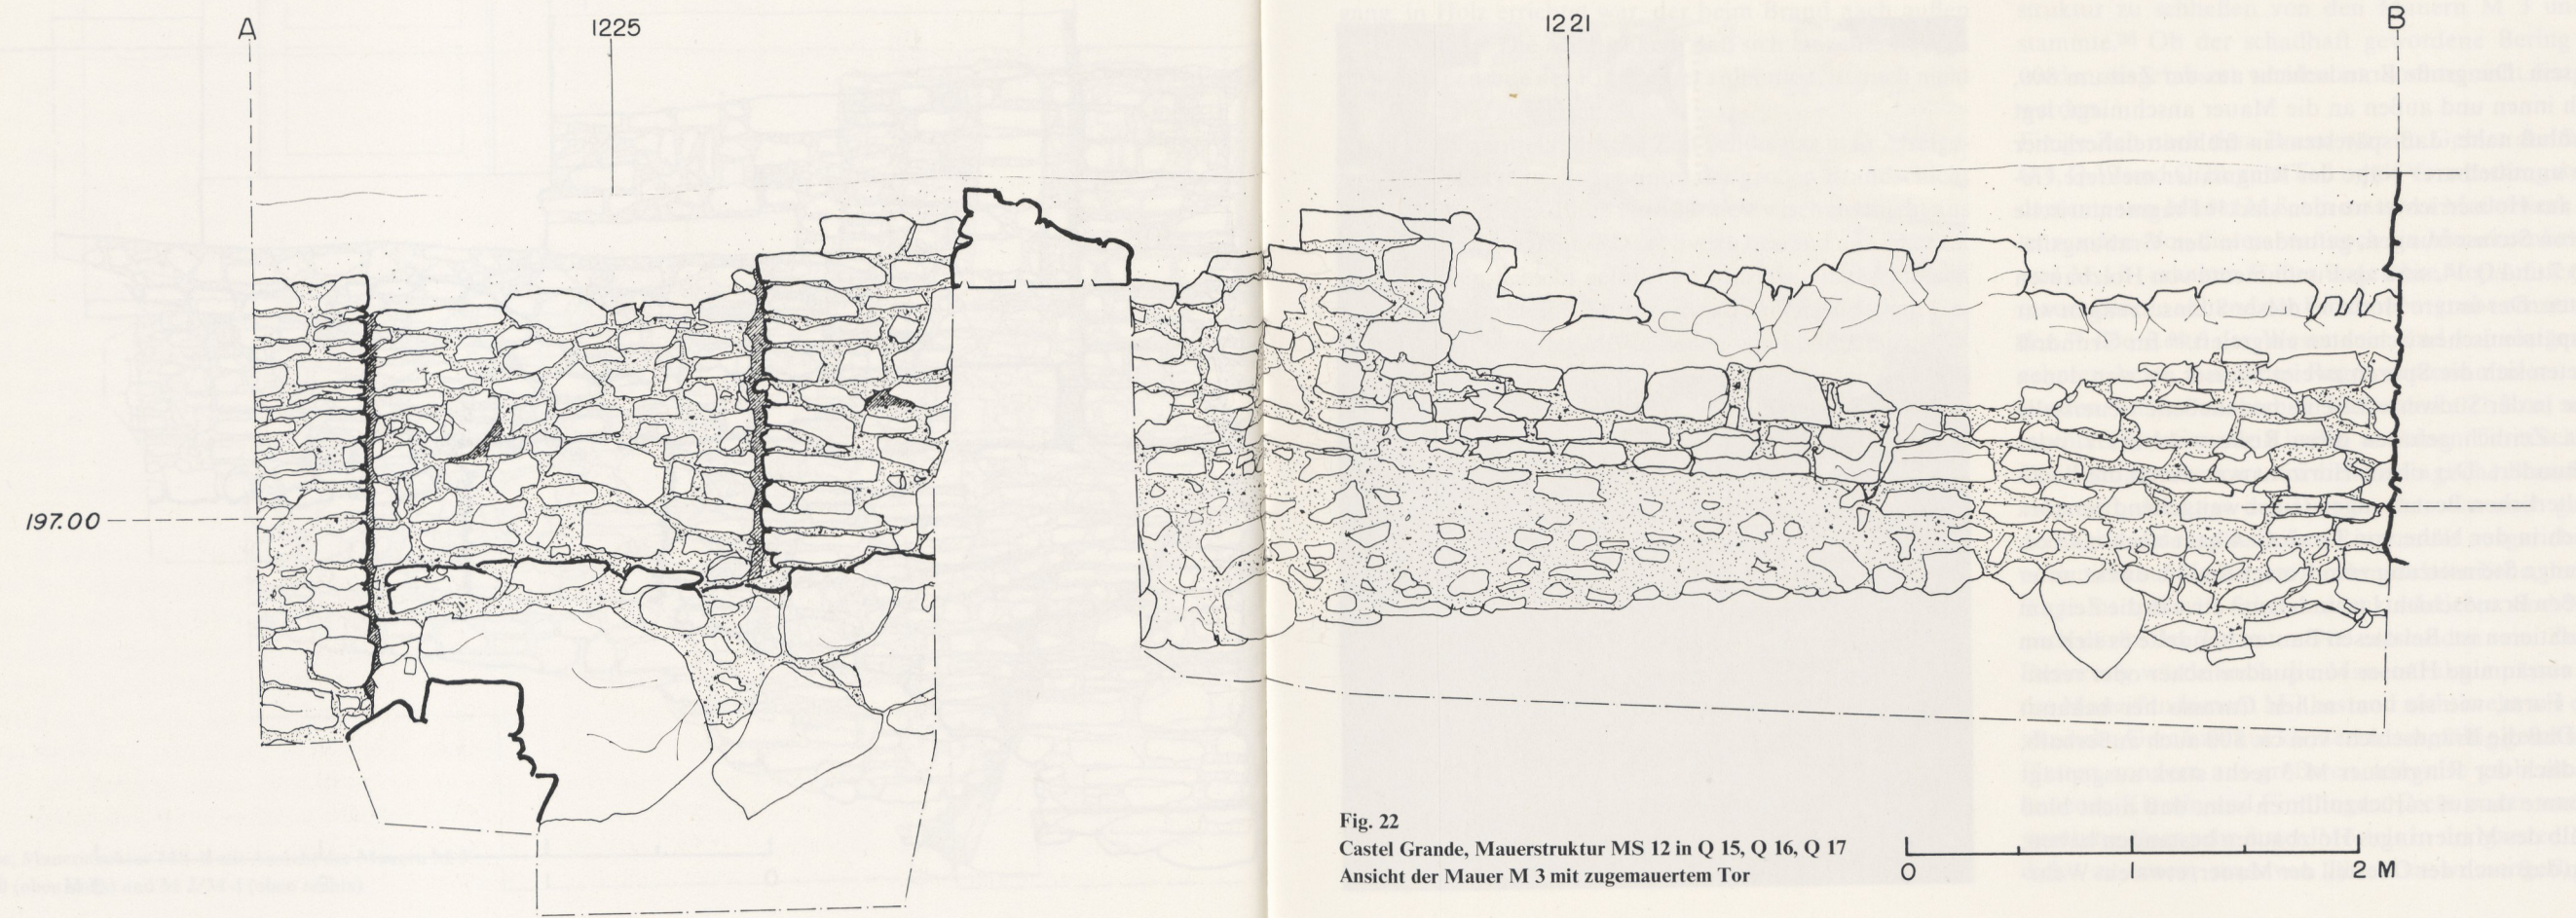 A
1225
1221
B
197.00
Fig. 22
Castel Grande, Mauerstruktur MS 12 in Q 15, Q 16, Q 17
Ansicht der Mauer M 3 mit zugemauertem Tor
0 1 2 M